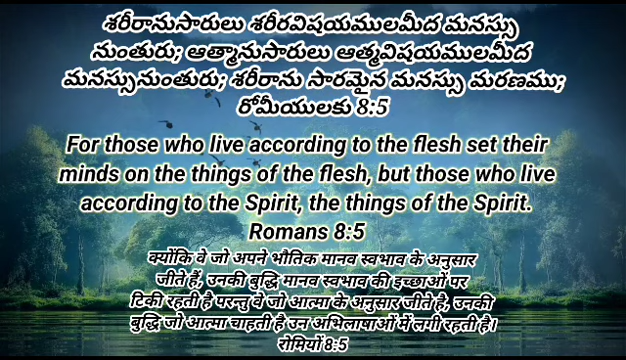 శరీరానుసారులు శరీరవిషయములమీద మనస్సు
నుంతురు; ఆత్మానుసారులు ఆత్మవిషయములమీద
మనస్సునుంతురు; శరీరాను సారమైన మనస్సు మరణము;
రోమీయులకు 8:5
For those who live according to the flesh set their
minds on the things of the flesh, but those who live
according to the Spirit, the things of the Spirit.
Romans 8:5
क्योंकि वे जो अपने भौतिक मानव स्वभाव के अनुसार
जीते हैं, उनकी बुद्धि मानव स्वभाव की इच्छाओं पर
टिकी रहती है परन्तु वे जो आत्मा के अनुसार जीते है, उनकी
बुद्धि जो आत्मा चाहती है उन अभिलाषाओं में लगी रहती है।
रोमियों 8:5